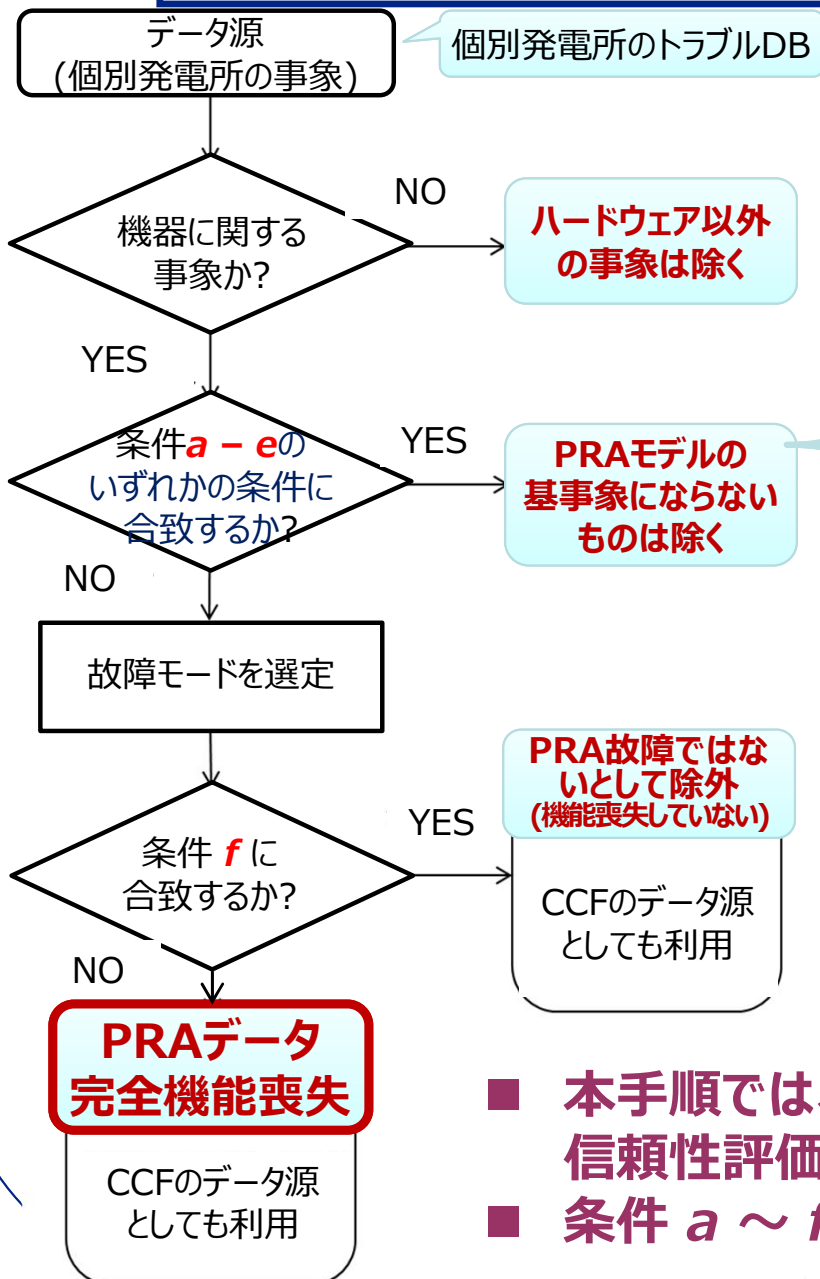 データ源
(個別発電所の事象)
個別発電所のトラブルDB
機器に関する
事象か?
NO
ハードウェア以外
の事象は除く
YES
条件a – eの
いずれかの条件に
合致するか?
YES
PRAモデルの
基事象にならない
ものは除く
NO
故障モードを選定
条件 f に
合致するか?
YES
PRA故障ではな
いとして除外
(機能喪失していない)
CCFのデータ源
としても利用
NO
PRAデータ
完全機能喪失
CCFのデータ源
としても利用
■ 本手順では
信頼性評価
■ 条件 a ~ f